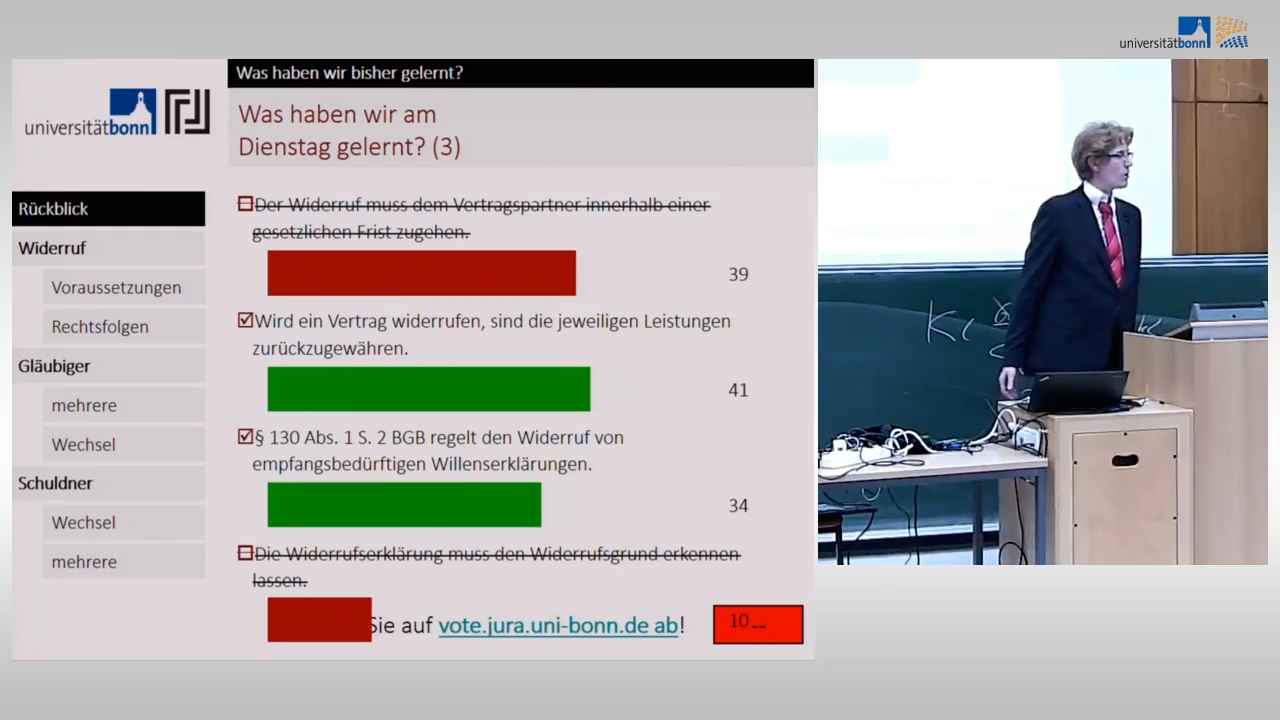 universitätbonn
Was haben wir bisher gelernt?
universitätbonn
Was haben wir am
Dienstag gelernt? (3)
Rückblick
Widerruf
Voraussetzungen
Rechtsfolgen
Gläubiger
mehrere
Wechsel
Schuldner
Wechsel
mehrere
Der Widerruf muss dem Vertragspartner innerhalb einer
gesetzlichen Frist zugehen.
39
Wird ein Vertrag widerrufen, sind die jeweiligen Leistungen
zurückzugewähren.
41
§ 130 Abs. 1 S. 2 BGB regelt den Widerruf von
empfangsbedürftigen Willenserklärungen.
34
Die Widerrufserklärung muss den Widerrufsgrund erkennen
lassen.
Sie auf vote.jura.uni-bonn.de ab!
10